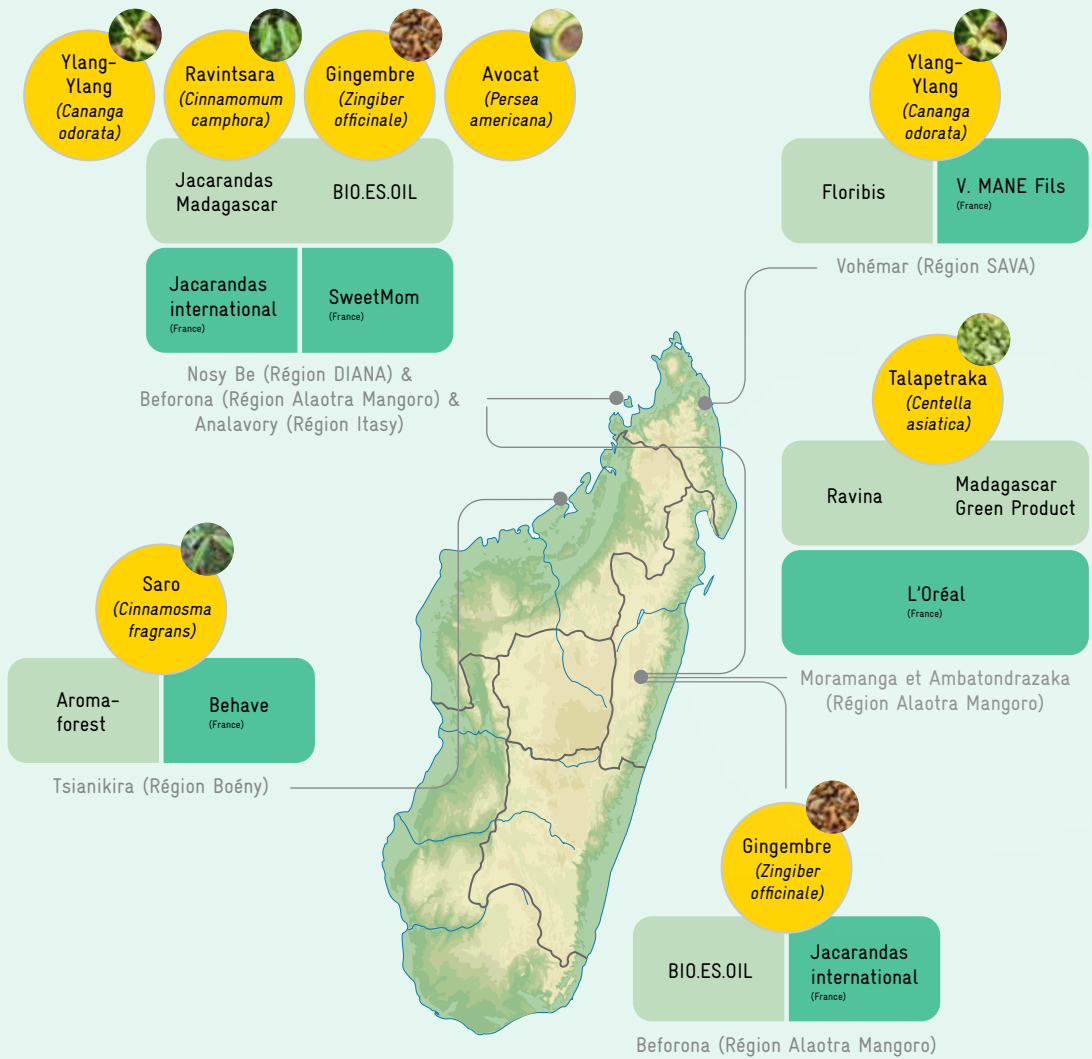 Ylang-
Ylang
(Cananga
odorata)
Ravintsara
(Cinnamomum
camphora)
Gingembre
(Zingiber
officinale)
Avocat
(Persea
americana)
Jacarandas
Madagascar
BIO.ES.OIL
Jacarandas
international
(France)
SweetMom
(France)
Nosy Be (Région DIANA) &
Beforona (Région Alaotra Mangoro) &
Analavory (Région Itasy)
Ylang-
Ylang
(Cananga
odorata)
Floribis
V. MANE Fils
(France)
Vohémar (Région SAVA)
Talapetraka
(Centella
asiatica)
Ravina
Madagascar
Green Product
L'Oréal
(France)
Moramanga et Ambatondrazaka
(Région Alaotra Mangoro)
Saro
(Cinnamosma
fragrans)
Aroma-
forest
Behave
(France)
Tsianikira (Région Boény)
Gingembre
(Zingiber
officinale)
BIO.ES.OIL
Jacarandas
international
(France)
Beforona (Région Alaotra Mangoro)